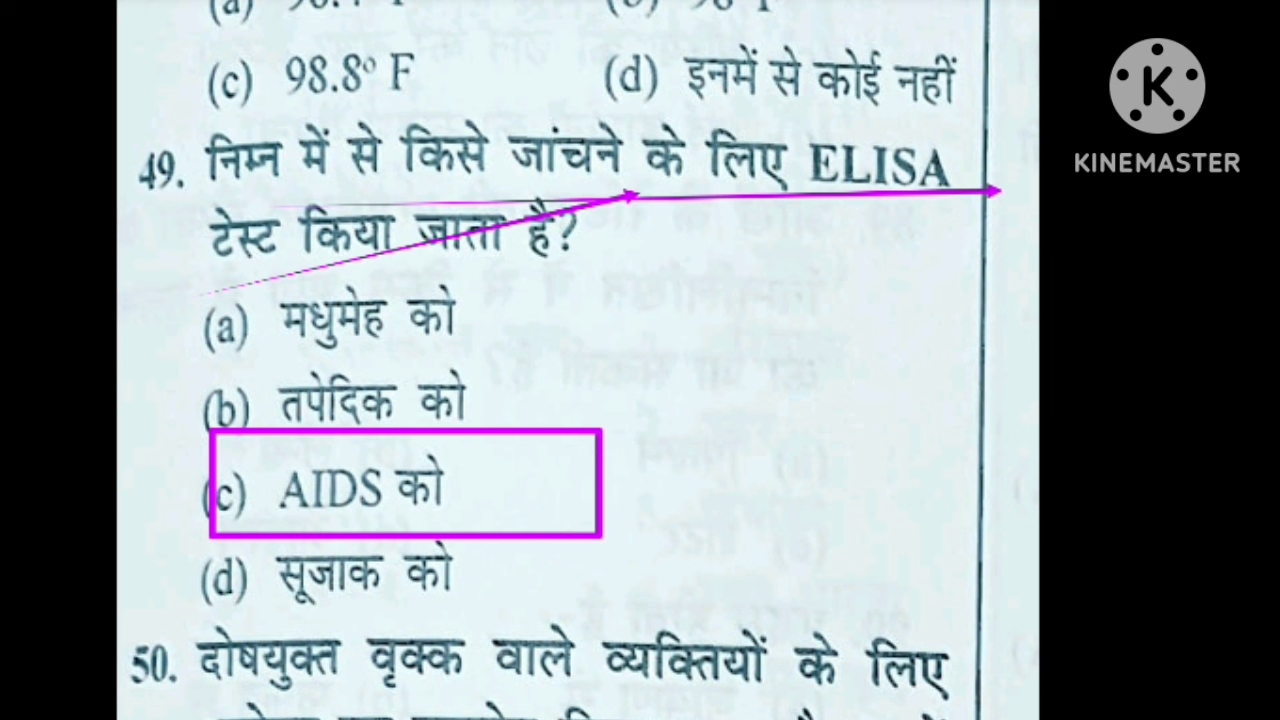 (c) 98.8° F (d) इनमें से कोई नहीं
K
KINEMASTER
49. निम्न में से किसे जांचने के लिए ELISA
टेस्ट किया जाता है?
(a) मधुमेह को
(b) तपेदिक को
(c) AIDS को
(d) सूजाक को
50. दोषयुक्त वृक्क वाले व्यक्तियों के लिए